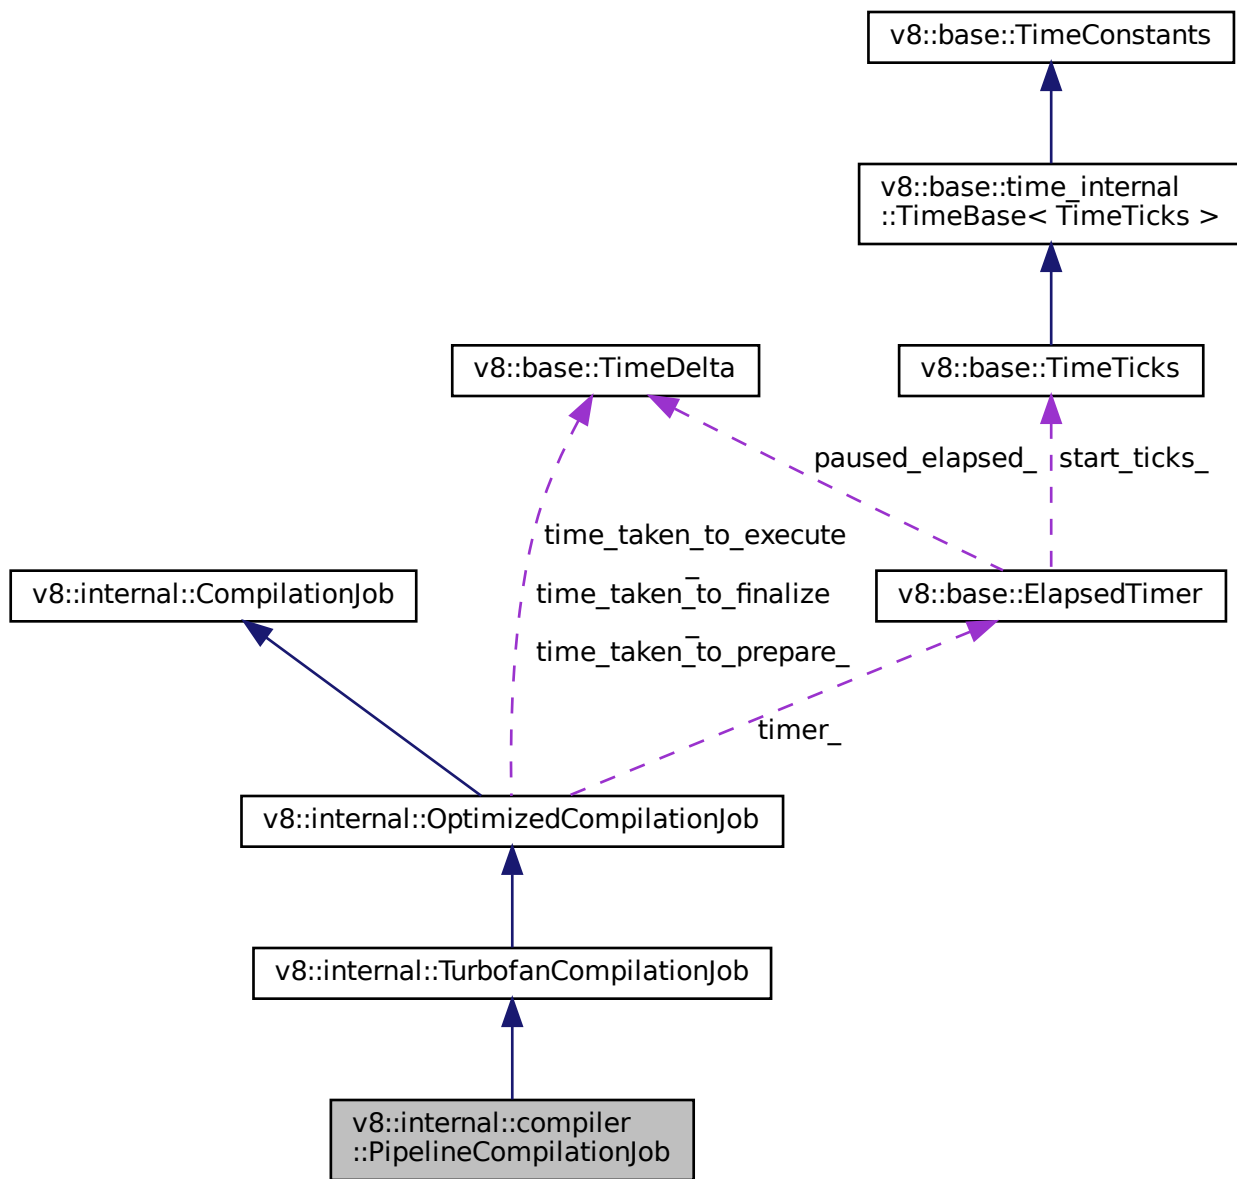 v8::base::TimeConstants
v8::base::time_internal
::TimeBase< TimeTicks >
v8::base::TimeDelta
v8::base::TimeTicks
paused_elapsed_
start_ticks_
time_taken_to_execute
_
time_taken_to_finalize
_
time_taken_to_prepare_
v8::internal::CompilationJob
v8::base::ElapsedTimer
timer_
v8::internal::OptimizedCompilationJob
v8::internal::TurbofanCompilationJob
v8::internal::compiler
::PipelineCompilationJob